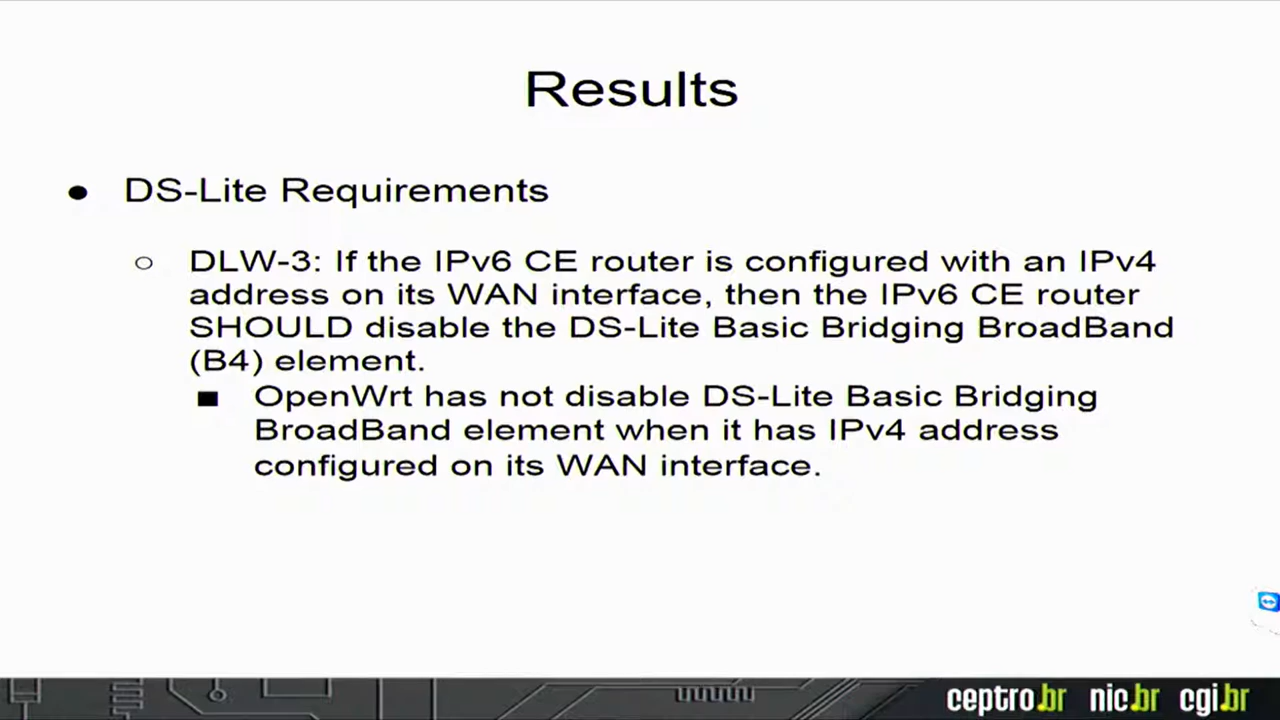 Results
● DS-Lite Requirements
○ DLW-3: If the IPv6 CE router is configured with an IPv4
address on its WAN interface, then the IPv6 CE router
SHOULD disable the DS-Lite Basic Bridging BroadBand
(B4) element.
■ OpenWrt has not disable DS-Lite Basic Bridging
BroadBand element when it has IPv4 address
configured on its WAN interface.
ceptro.br nic.br cgi.br